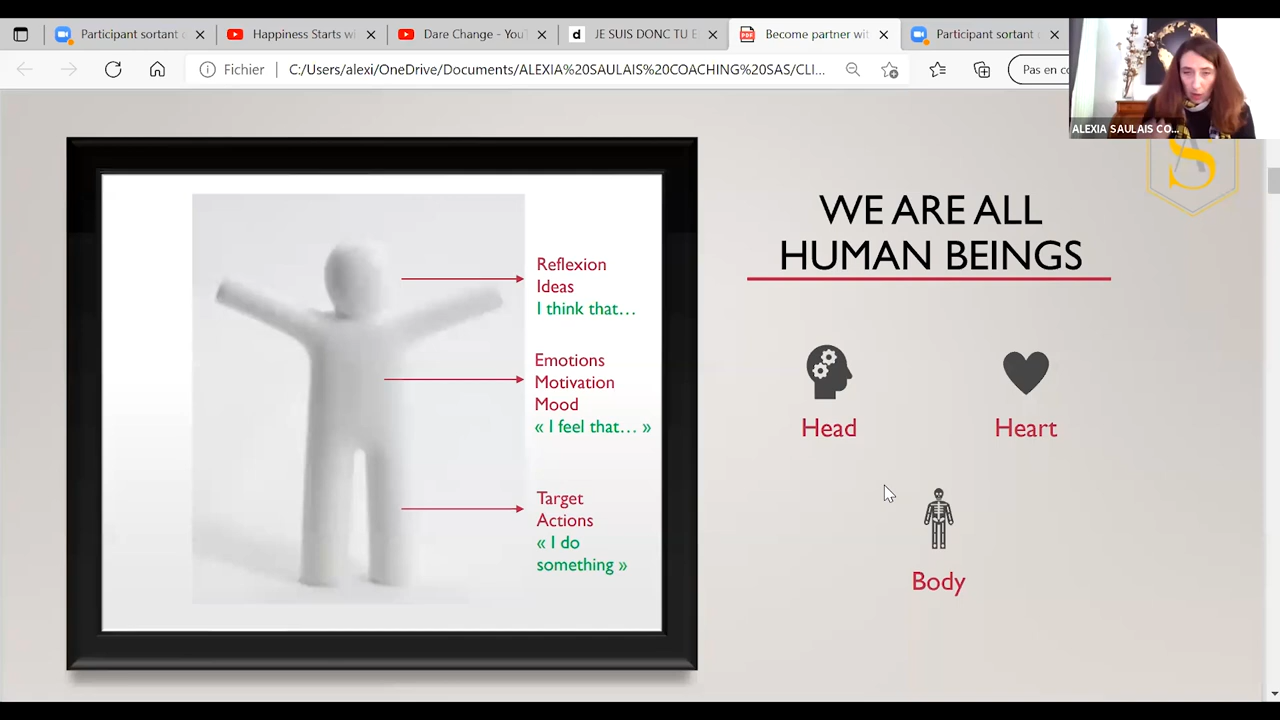 Participant sortant
Happiness Starts wi
Dare Change - You
JE SUIS DONC TU E
Become partner wit
Participant sortant
Fichier
C:/Users/alexi/OneDrive/Documents/ALEXIA%20SAULAIS%20COACHING%20SAS/CLI...
Pas en co
ALEXIA SAULAIS CO...
AS
WE ARE ALL
HUMAN BEINGS
Reflexion
Ideas
I think that...
Emotions
Motivation
Mood
« I feel that... »
Target
Actions
« I do
something »
Head
Heart
Body